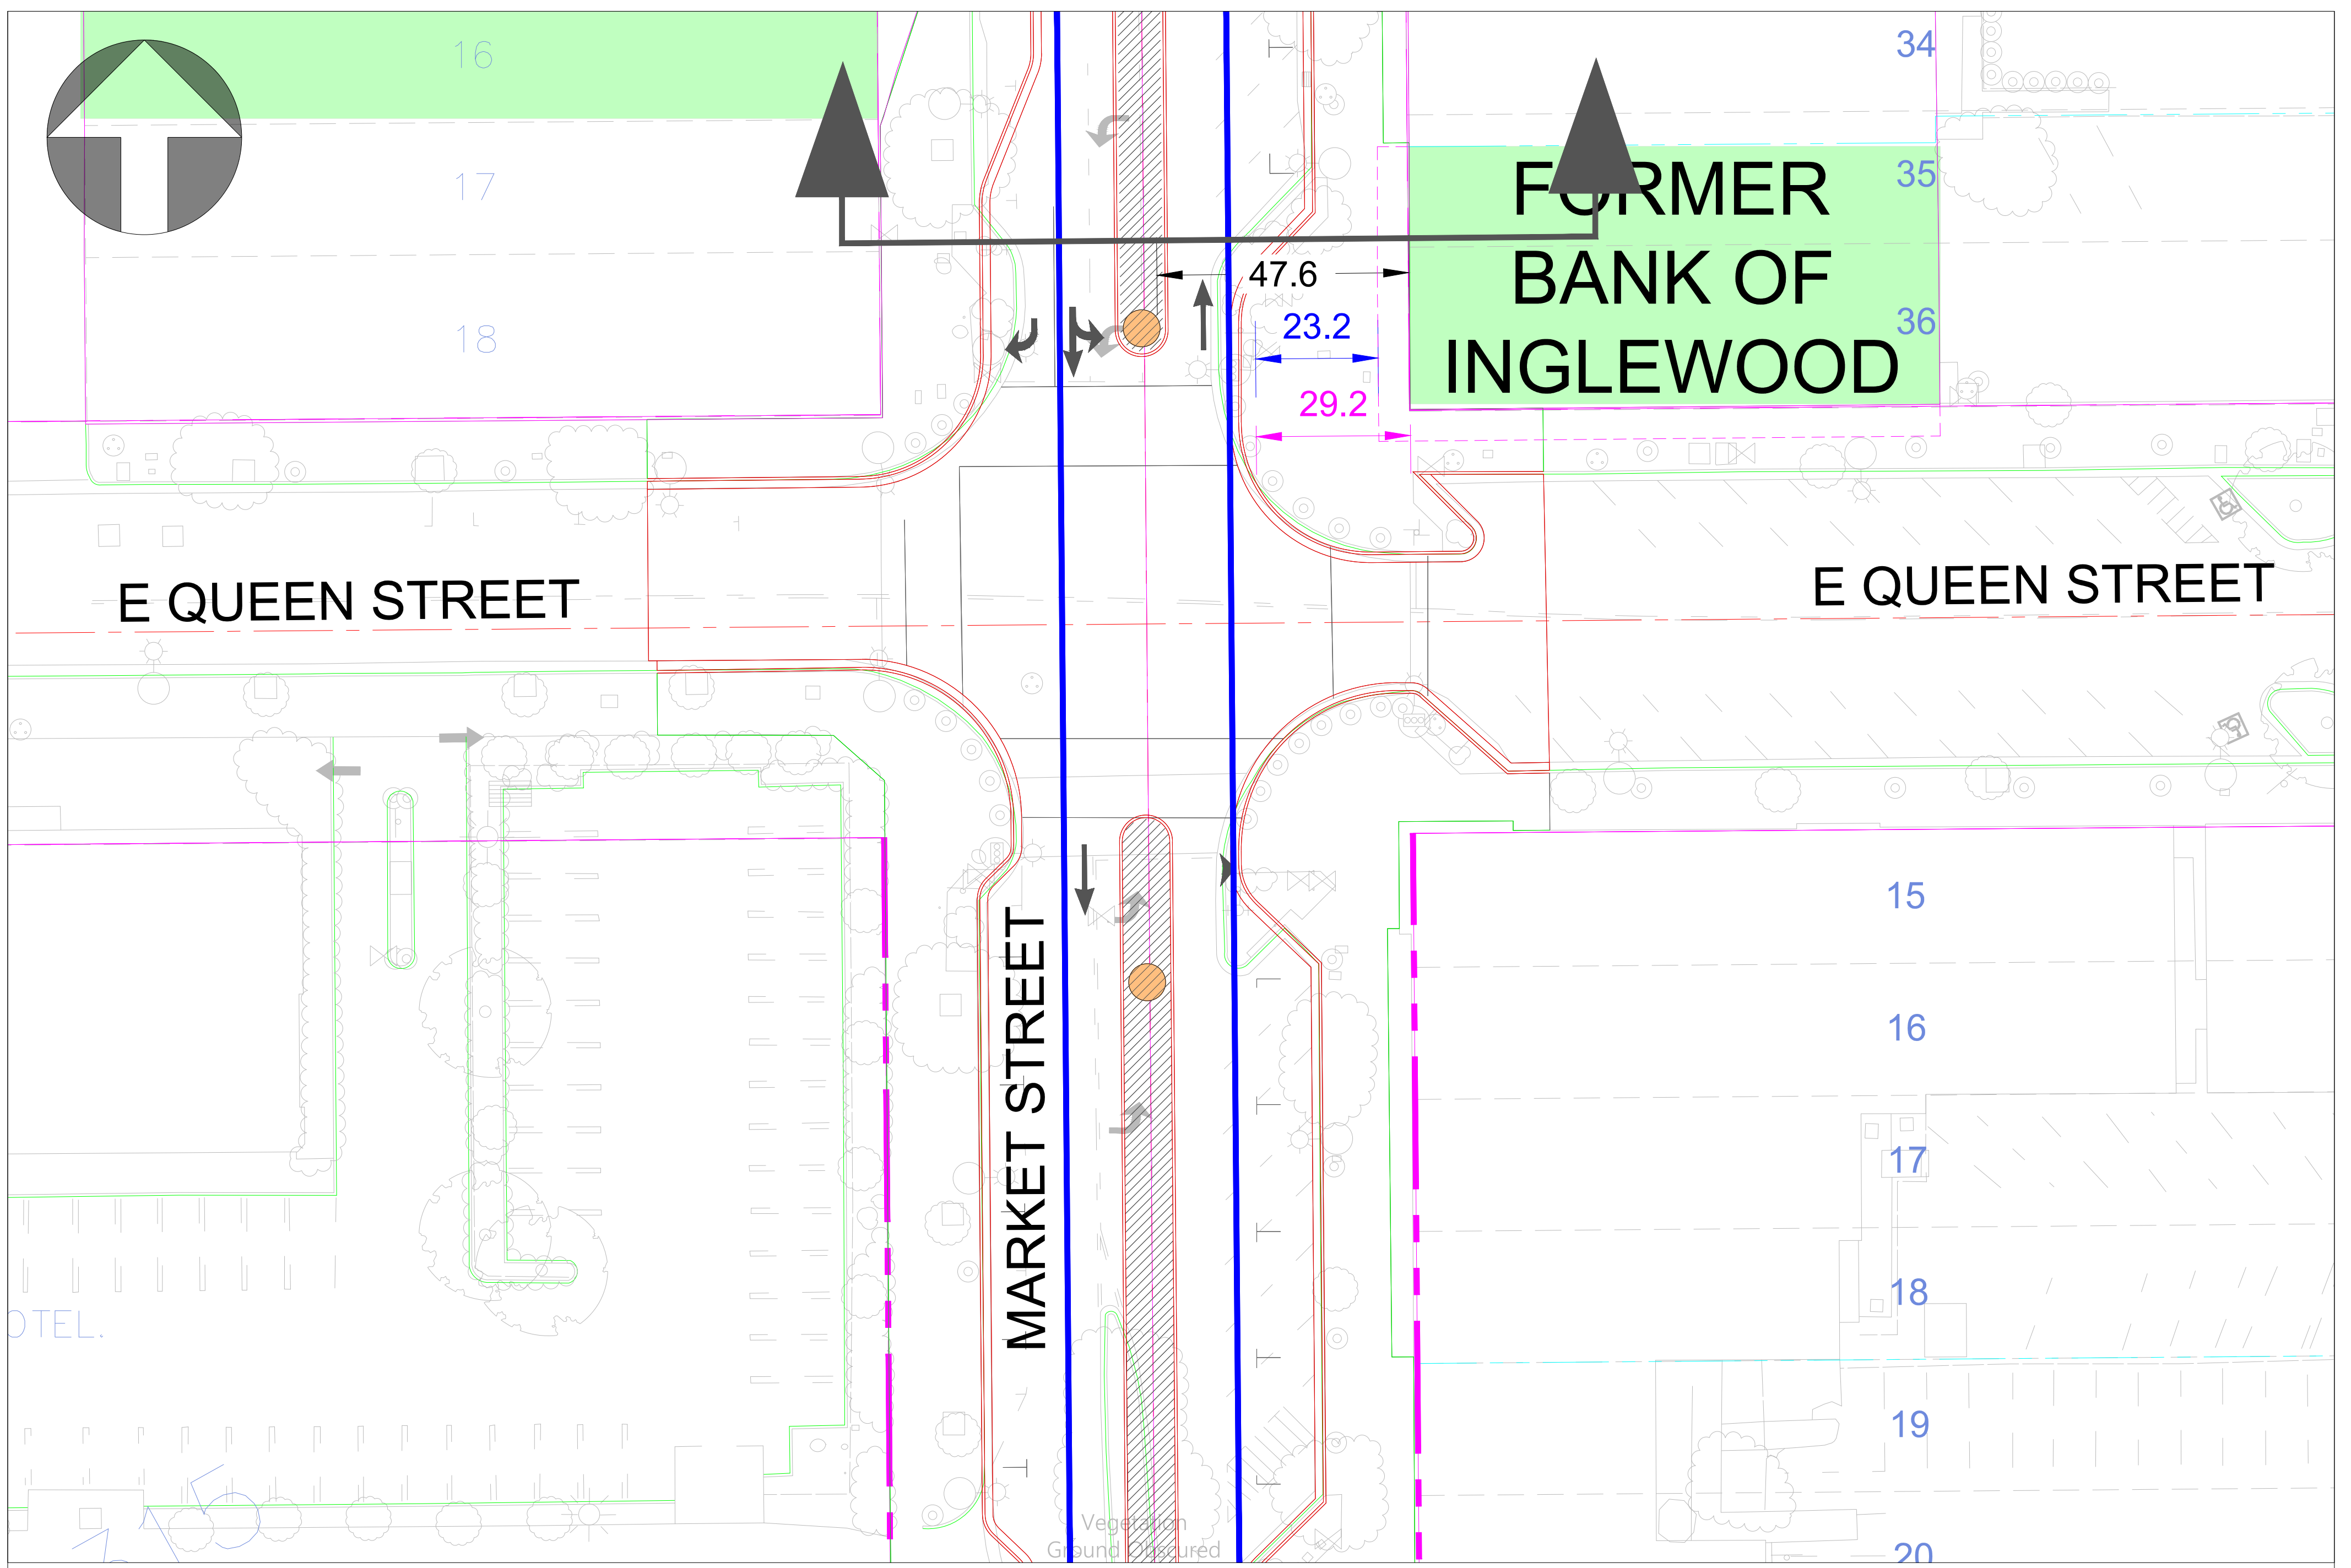 16
34
FORMER
35
17
BANK OF
47.6
36
23.2
18
INGLEWOOD
29.2
E QUEEN STREET
E QUEEN STREET
15
MARKET STREET
16
17
18
OTEL.
19
Vegetation
Ground Obscured
20